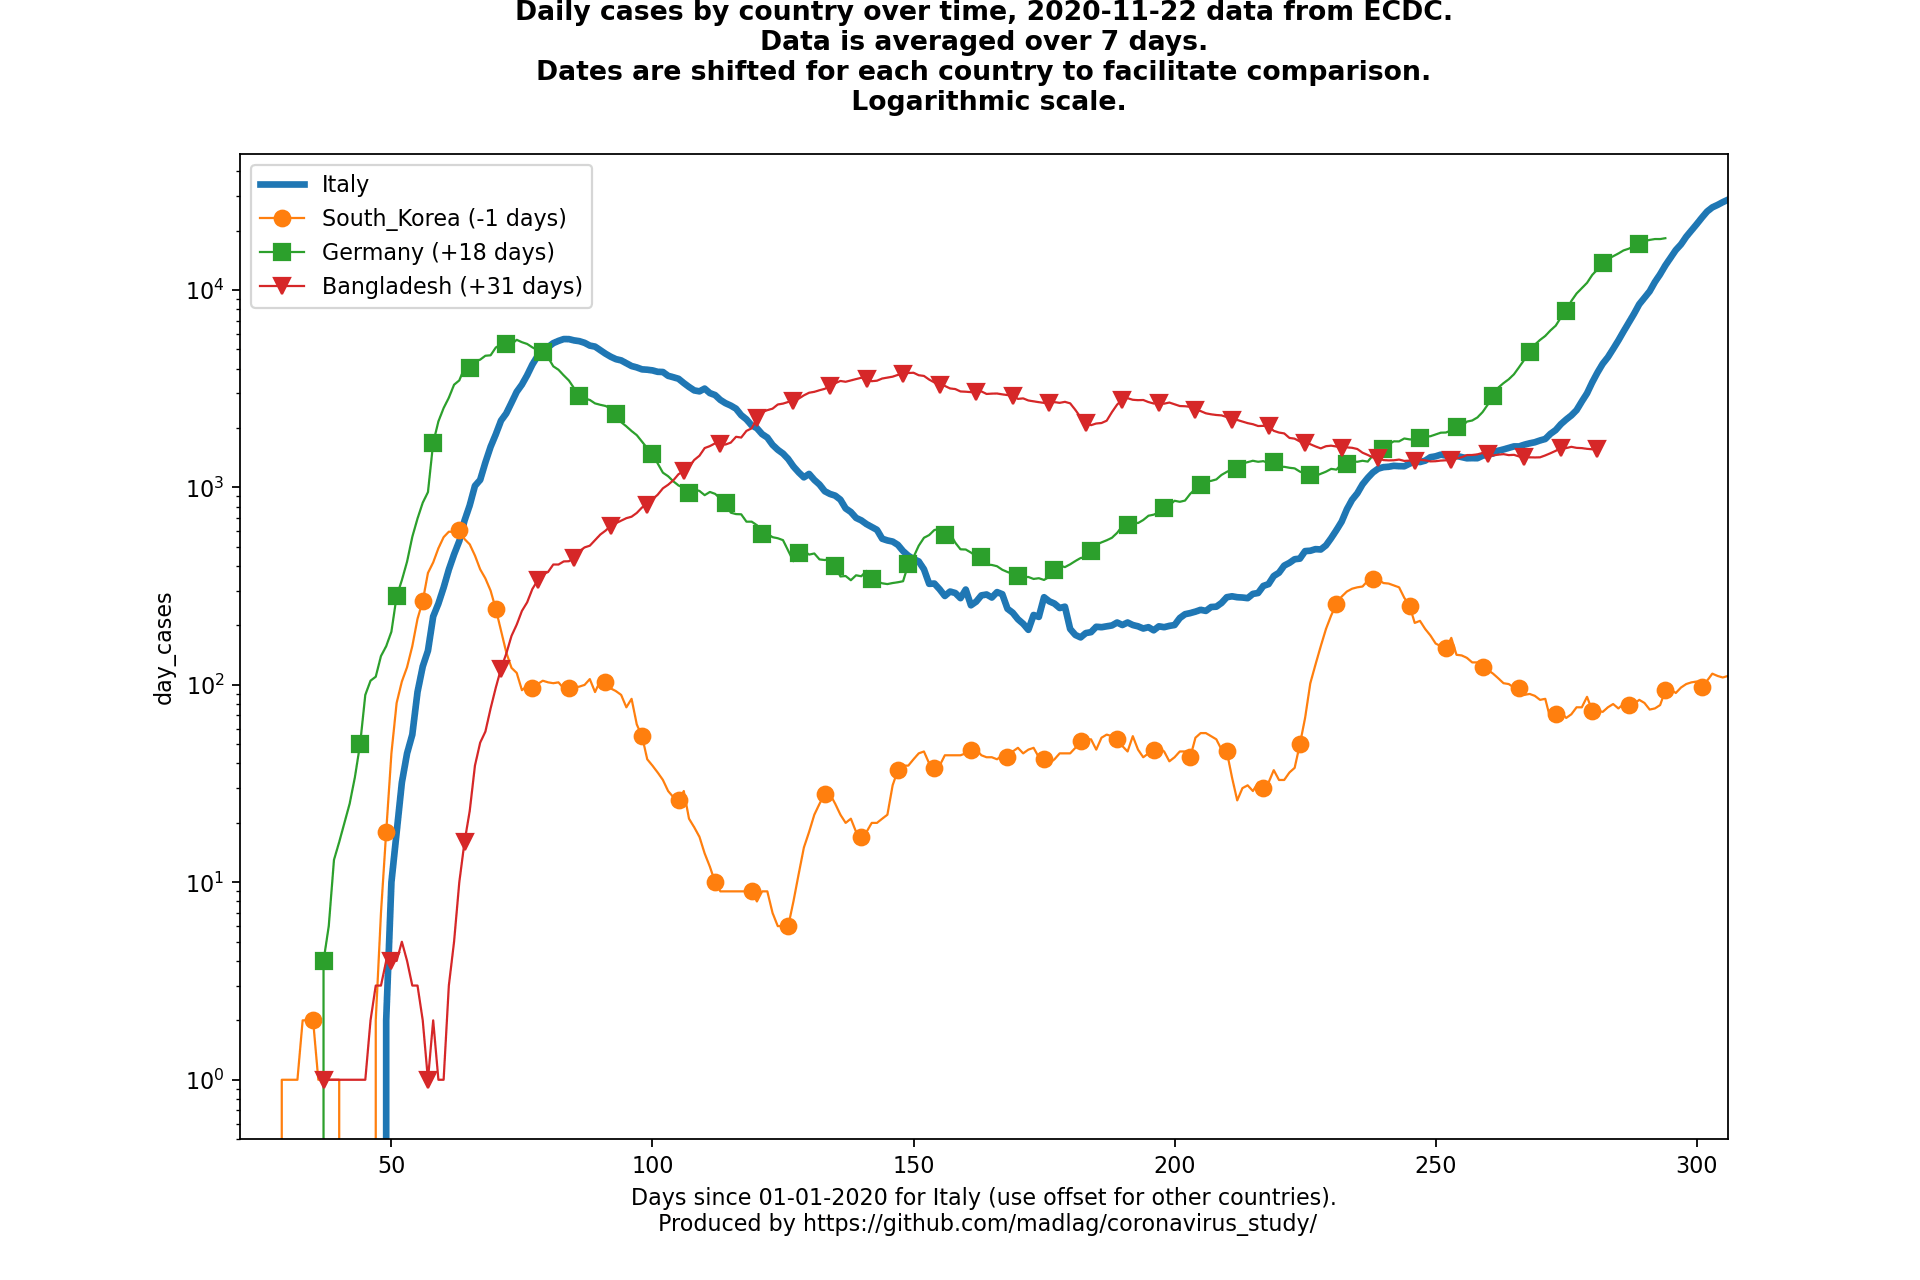 Daily cases by country over time, 2020-11-22 data from ECDC.
Data is averaged over 7 days.
Dates are shifted for each country to facilitate comparison.
Logarithmic scale.
Italy
South_Korea (-1 days)
Germany (+18 days)
Bangladesh (+31 days)
10⁴
10³
10²
10¹
10⁰
day_cases
50 100 150 200 250 300
Days since 01-01-2020 for Italy (use offset for other countries).
Produced by https://github.com/madlag/coronavirus_study/